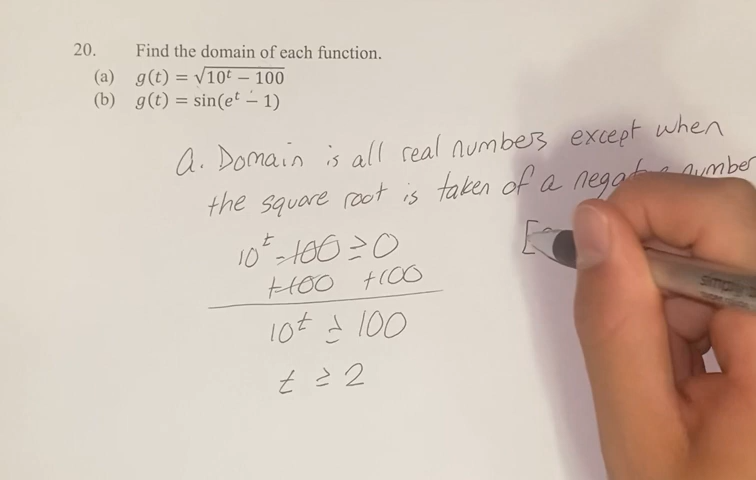 20. Find the domain of each function.
(a) g(t) = √10ᵗ – 100
(b) g(t) = sin(eᵗ – 1)
a. Domain is all real numbers except when
the square root is taken of a number
10ᵗ - 100 ≥ 0 [
+100 +100
10ᵗ ≥ 100
t ≥ 2